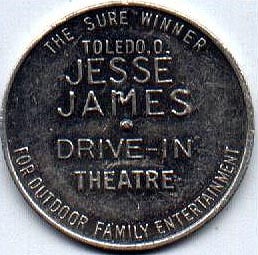 THE SURE WINNER
TOLEDO, O.
JESSE
JAMES
DRIVE-IN
THEATRE
FOR OUTDOOR FAMILY ENTERTAINMENT